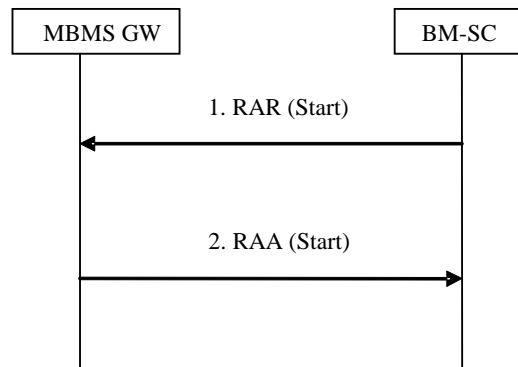 MBMS GW
BM-SC
1. RAR (Start)
2. RAA (Start)